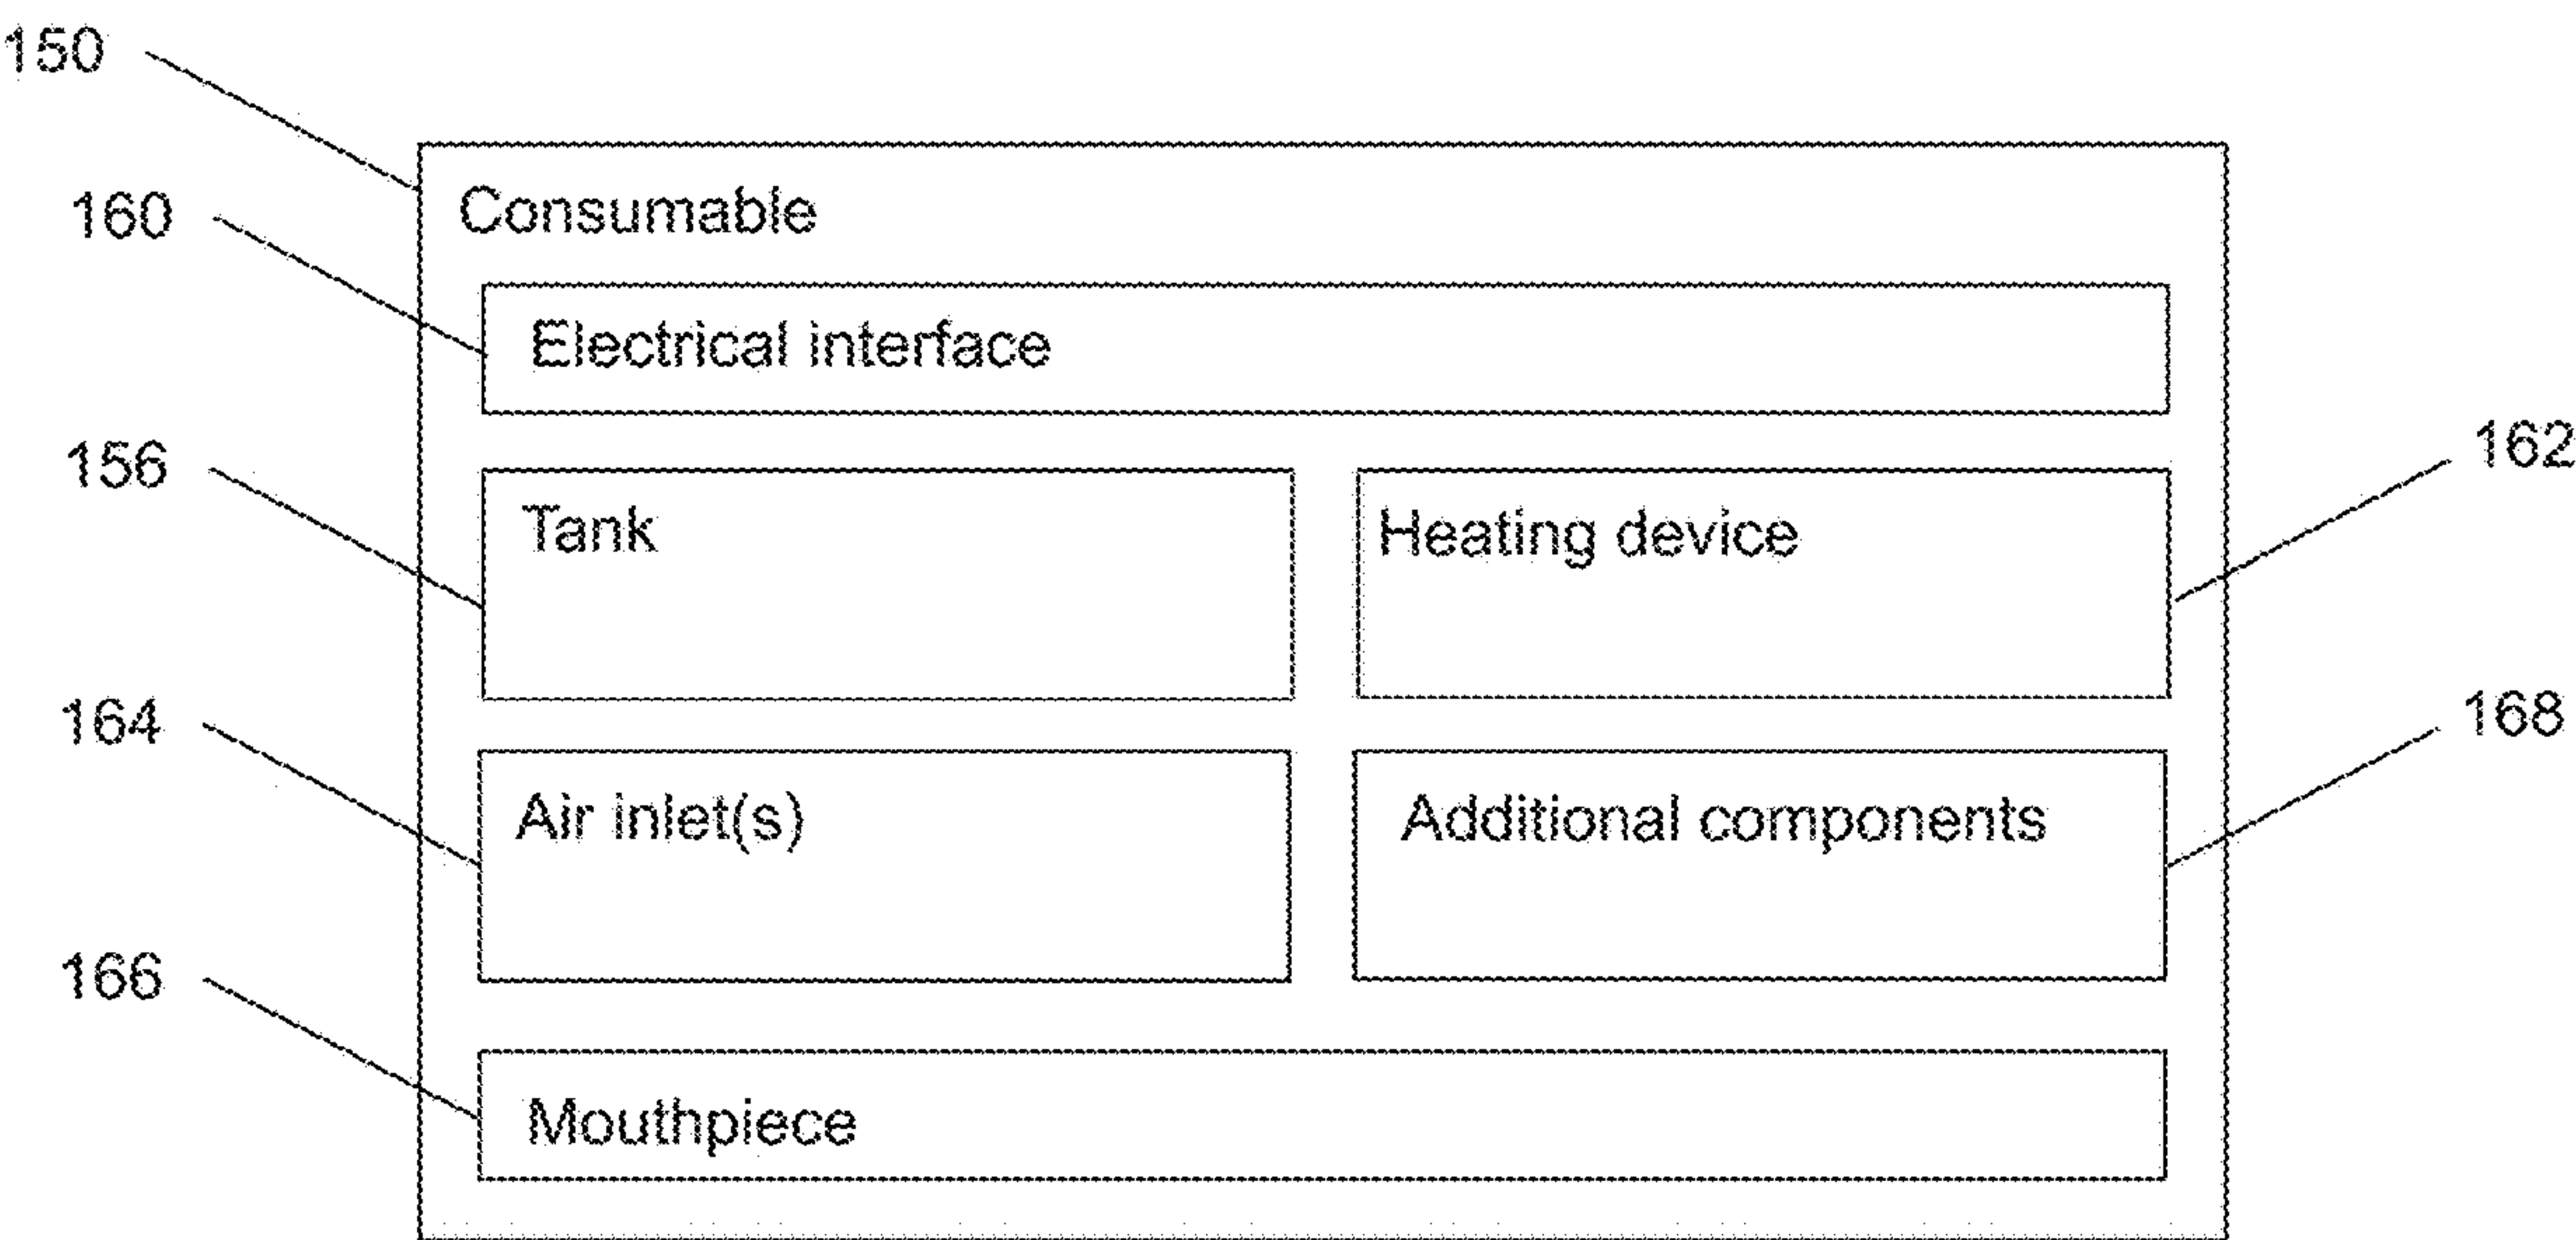 150
Consumable
160
Electrical interface
156
Tank
Heating device
162
164
Air inlet(s)
Additional components
168
166
Mouthpiece